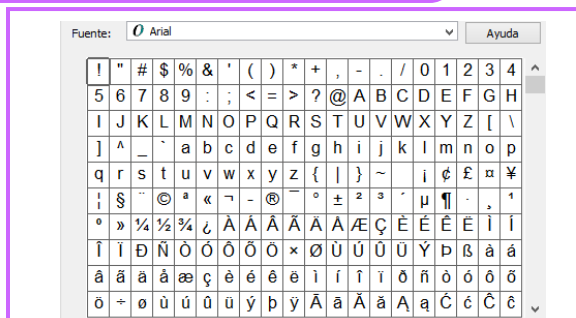 Fuente: O Arial Ayuda
! " # $ % & ' ( ) * + , - . / 0 1 2 3 4
5 6 7 8 9 : ; < = > ? @ A B C D E F G H
I J K L M N O P Q R S T U V W X Y Z [ \
] ^ _ ` a b c d e f g h i j k l m n o p
q r s t u v w x y z { | } ~ ¡ ¢ £ ¤ ¥
¦ § ¨ © ª « ¬ - ® ¯ ° ± ² ³ ´ µ ¶ · ¸ ¹
º » ¼ ½ ¾ ¿ À Á Â Ã Ä Å Æ Ç È É Ê Ë Ì Í
Î Ï Ð Ñ Ò Ó Ô Õ Ö × Ø Ù Ú Û Ü Ý Þ ß à á
â ã ä å æ ç è é ê ë ì í î ï ð ñ ò ó ô õ
ö ÷ ø ù ú û ü ý þ ÿ Ā ā Ă ă Ą ą Ć ć Ĉ ĉ